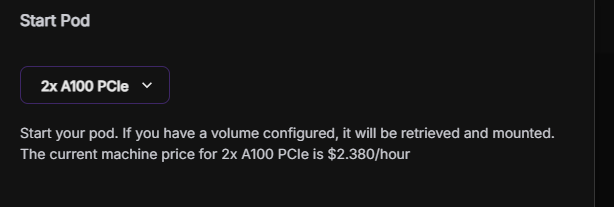 Start Pod
2x A100 PCIe
Start your pod. If you have a volume configured, it will be retrieved and mounted.
The current machine price for 2x A100 PCIe is $2.380/hour